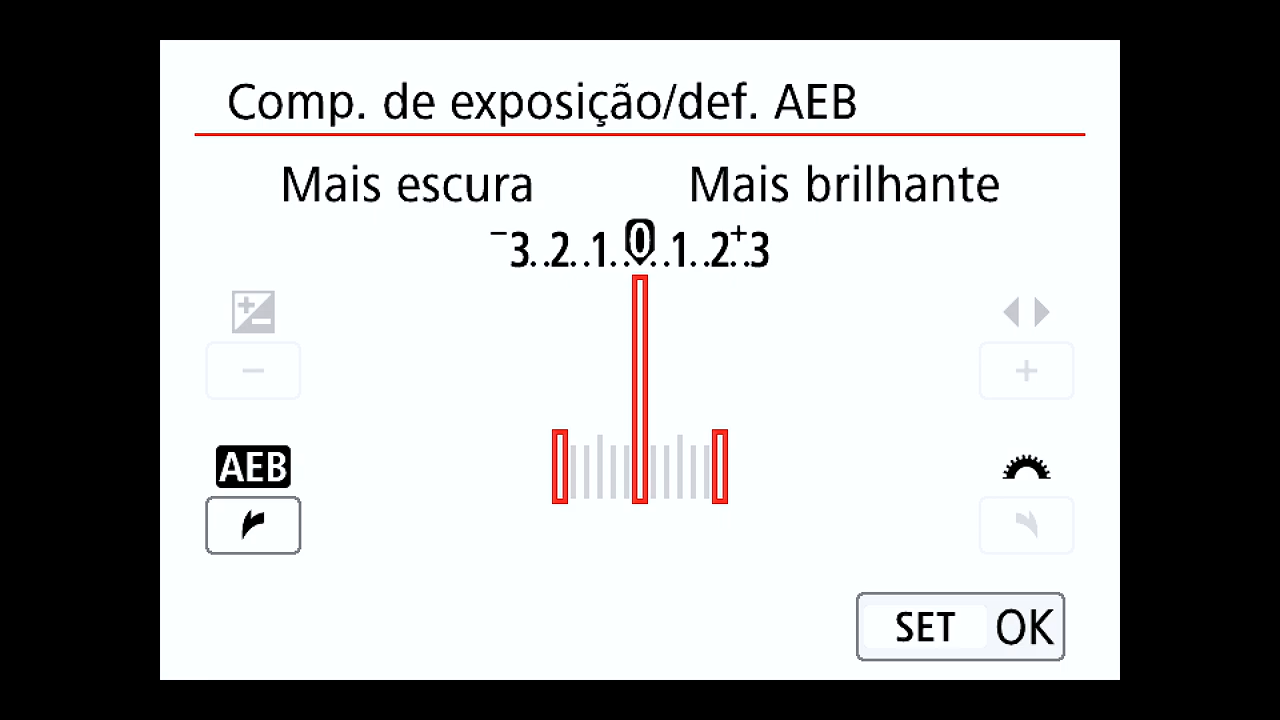 Comp. de exposição/def. AEB
Mais escura Mais brilhante
−3..2..1..0..1..2..+3
− +
AEB
SET OK